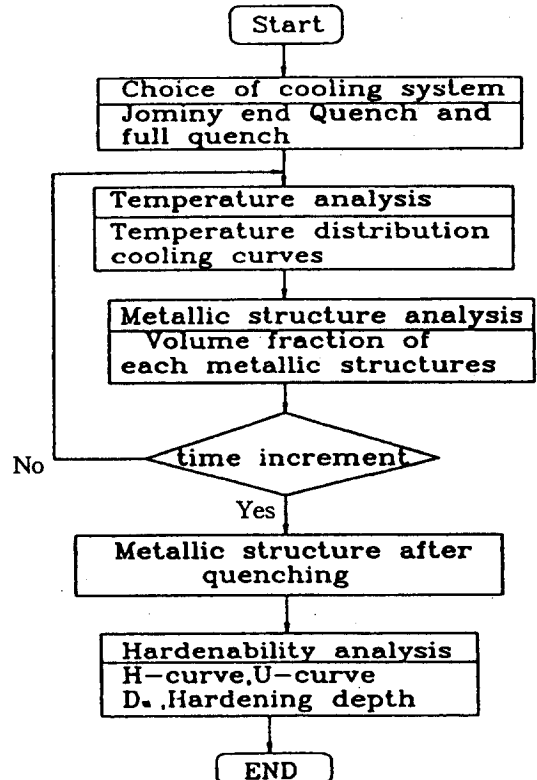 Start
Choice of cooling system
Jominy end Quench and
full quench
Temperature analysis
Temperature distribution
cooling curves
Metallic structure analysis
Volume fraction of
each metallic structures
time increment
No
Yes
Metallic structure after
quenching
Hardenability analysis
H-curve,U-curve
D ,Hardening depth
END